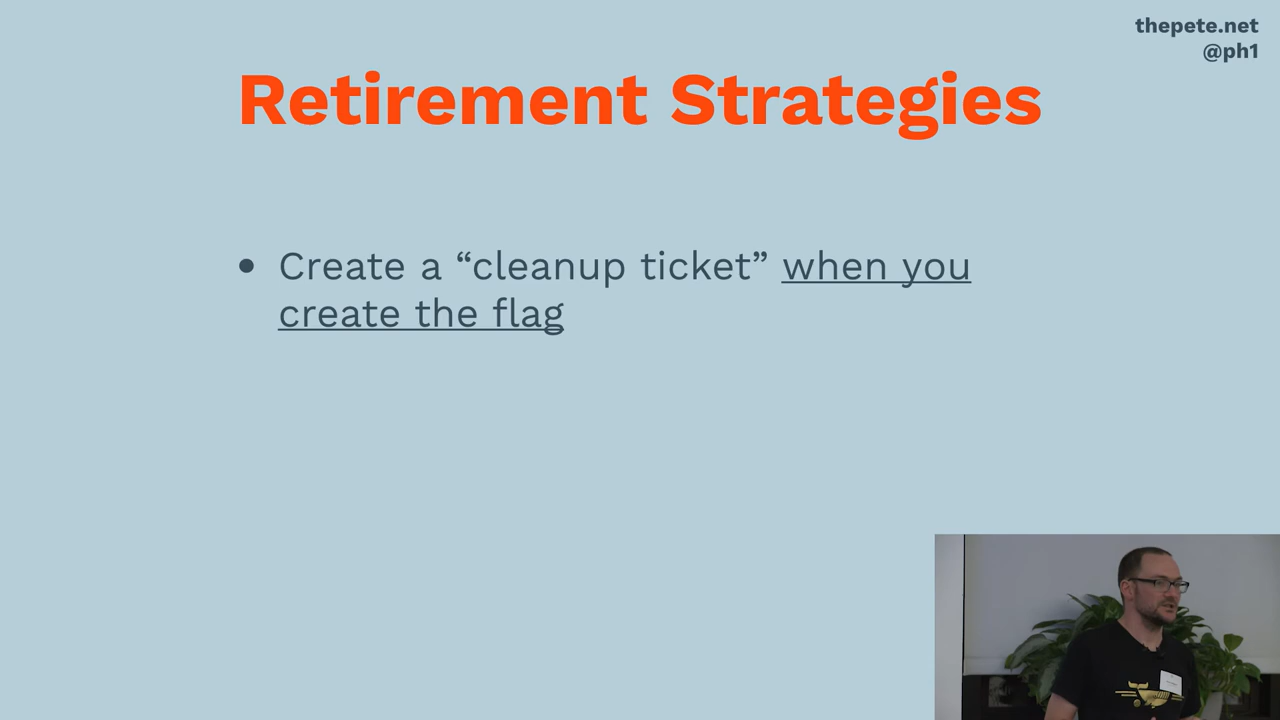 thepete.net
@ph1
Retirement Strategies
• Create a “cleanup ticket” when you
create the flag